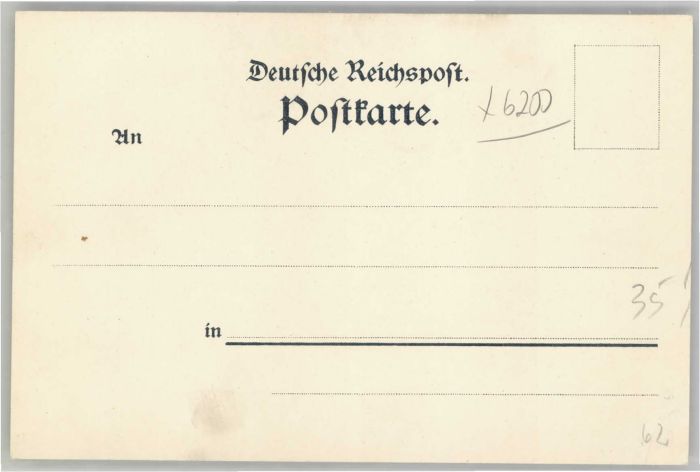 Deutsche Reichspost.
Postkarte.
x 6200
An
35
in
62